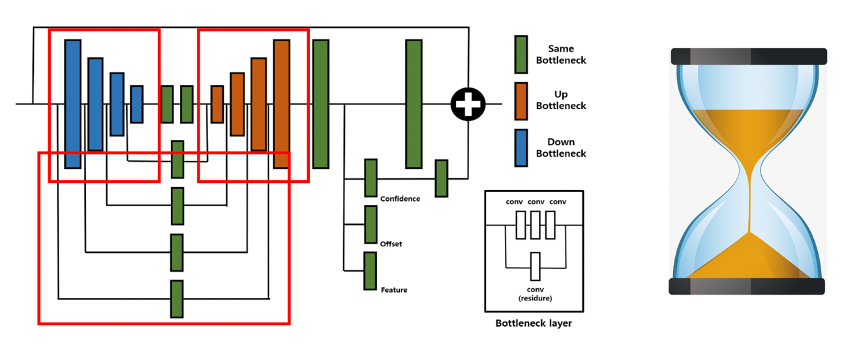 Same
Bottleneck
Up
Bottleneck
Down
Bottleneck
Confidence
Offset
Feature
conv conv conv
conv
(residure)
Bottleneck layer